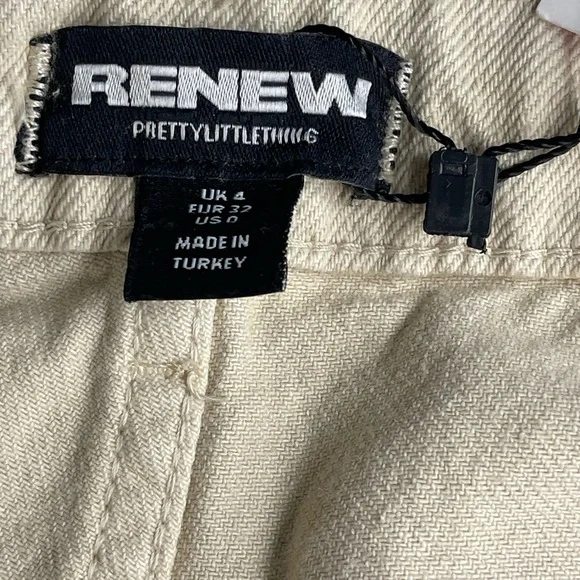 RENEW
PRETTYLITTLETHING
UK 4
EUR 32
US 0
MADE IN
TURKEY